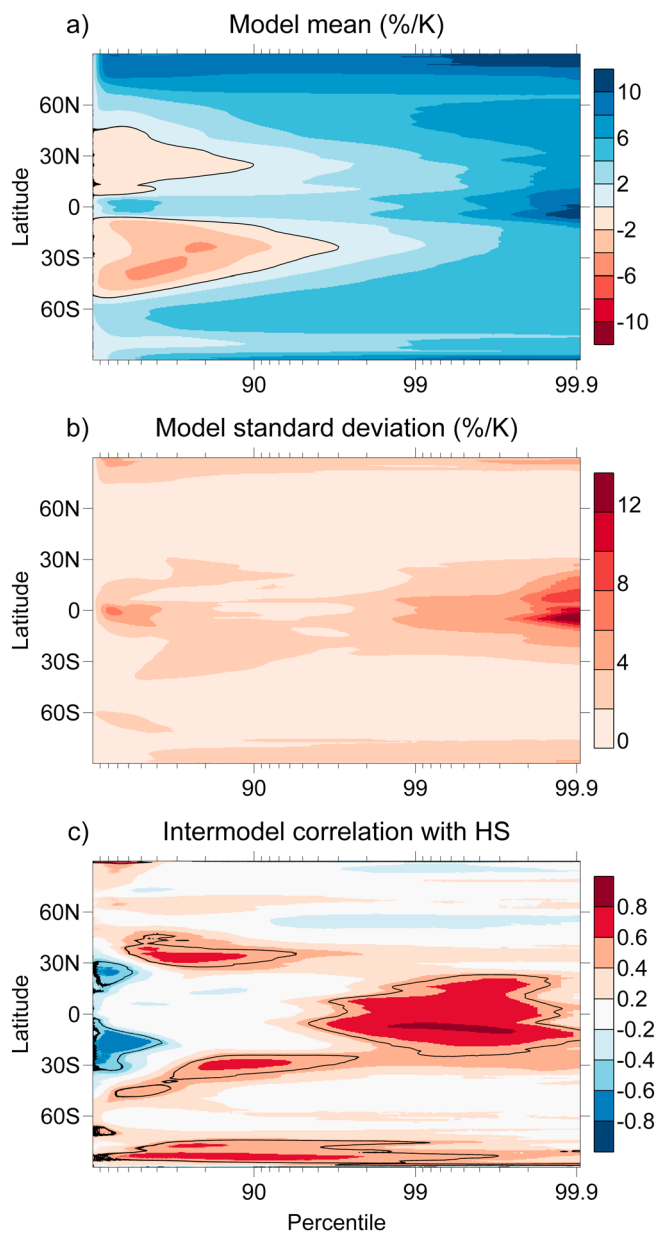 a) Model mean (%/K)
60N
30N
0
30S
60S
Latitude
90
99
99.9
10
6
2
-2
-6
-10
b) Model standard deviation (%/K)
60N
30N
0
30S
60S
Latitude
90
99
99.9
12
8
4
0
c) Intermodel correlation with HS
60N
30N
0
30S
60S
Latitude
90
99
99.9
Percentile
0.8
0.6
0.4
0.2
-0.2
-0.4
-0.6
-0.8